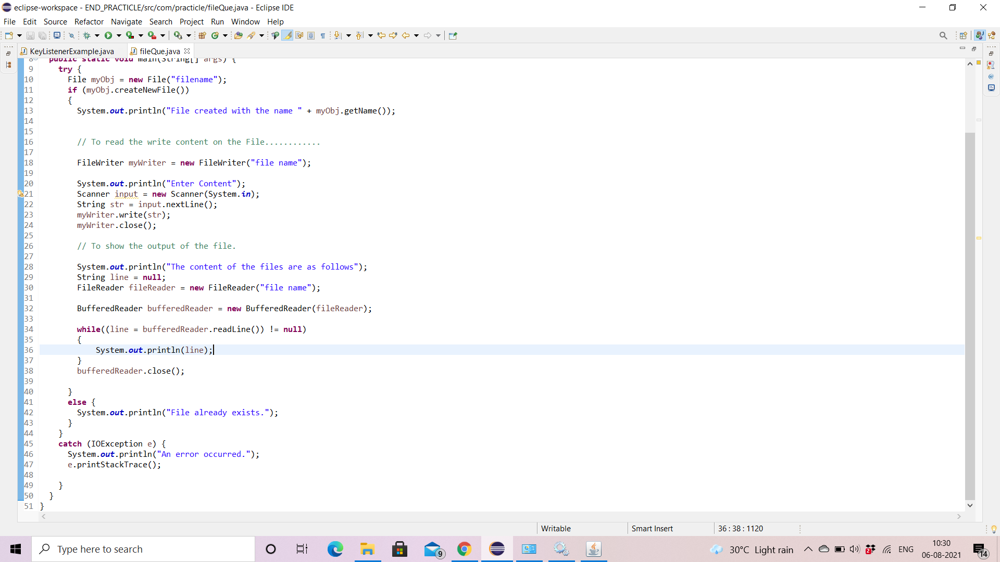 eclipse-workspace - END_PRACTICLE/src/com/practicle/fileQue.java - Eclipse IDE
File Edit Source Refactor Navigate Search Project Run Window Help
KeyListenerExample.java fileQue.java
8 public static void main(String[] args) {
9 try {
10 File myObj = new File("filename");
11 if (myObj.createNewFile())
12 {
13 System.out.println("File created with the name " + myObj.getName());
14
15
16 // To read the write content on the File............
17
18 FileWriter myWriter = new FileWriter("file name");
19
20 System.out.println("Enter Content");
21 Scanner input = new Scanner(System.in);
22 String str = input.nextLine();
23 myWriter.write(str);
24 myWriter.close();
25
26 // To show the output of the file.
27
28 System.out.println("The content of the files are as follows");
29 String line = null;
30 FileReader fileReader = new FileReader("file name");
31
32 BufferedReader bufferedReader = new BufferedReader(fileReader);
33
34 while((line = bufferedReader.readLine()) != null)
35 {
36 System.out.println(line);
37 }
38 bufferedReader.close();
39
40 }
41 else {
42 System.out.println("File already exists.");
43 }
44 }
45 catch (IOException e) {
46 System.out.println("An error occurred.");
47 e.printStackTrace();
48
49 }
50 }
51 }
Writable Smart Insert 36 : 38 : 1120
Type here to search 9 30°C Light rain 2 ENG 10:30
06-08-2021 14